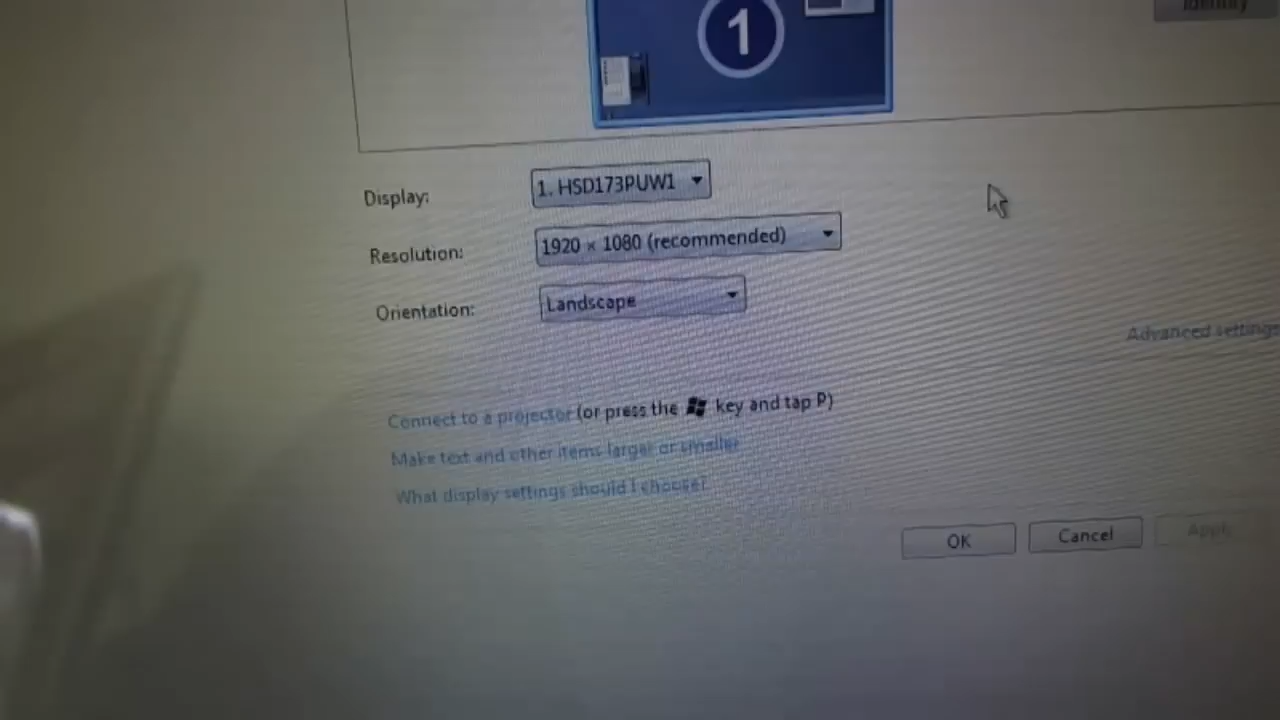 1
Identify
Display: 1. HSD173PUW1
Resolution: 1920 × 1080 (recommended)
Orientation: Landscape
Advanced settings
Connect to a projector (or press the key and tap P)
Make text and other items larger or smaller
What display settings should I choose?
OK Cancel Apply